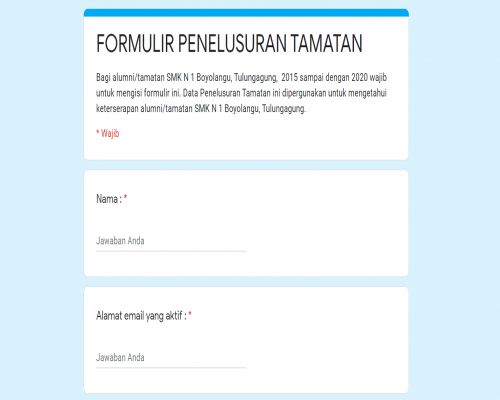 FORMULIR PENELUSURAN TAMATAN
Bagi alumni/tamatan SMK N 1 Boyolangu, Tulungagung, 2015 sampai dengan 2020 wajib
untuk mengisi formulir ini. Data Penelusuran Tamatan ini dipergunakan untuk mengetahui
keterserapan alumni/tamatan SMK N 1 Boyolangu, Tulungagung.
* Wajib
Nama : *
Jawaban Anda
Alamat email yang aktif : *
Jawaban Anda